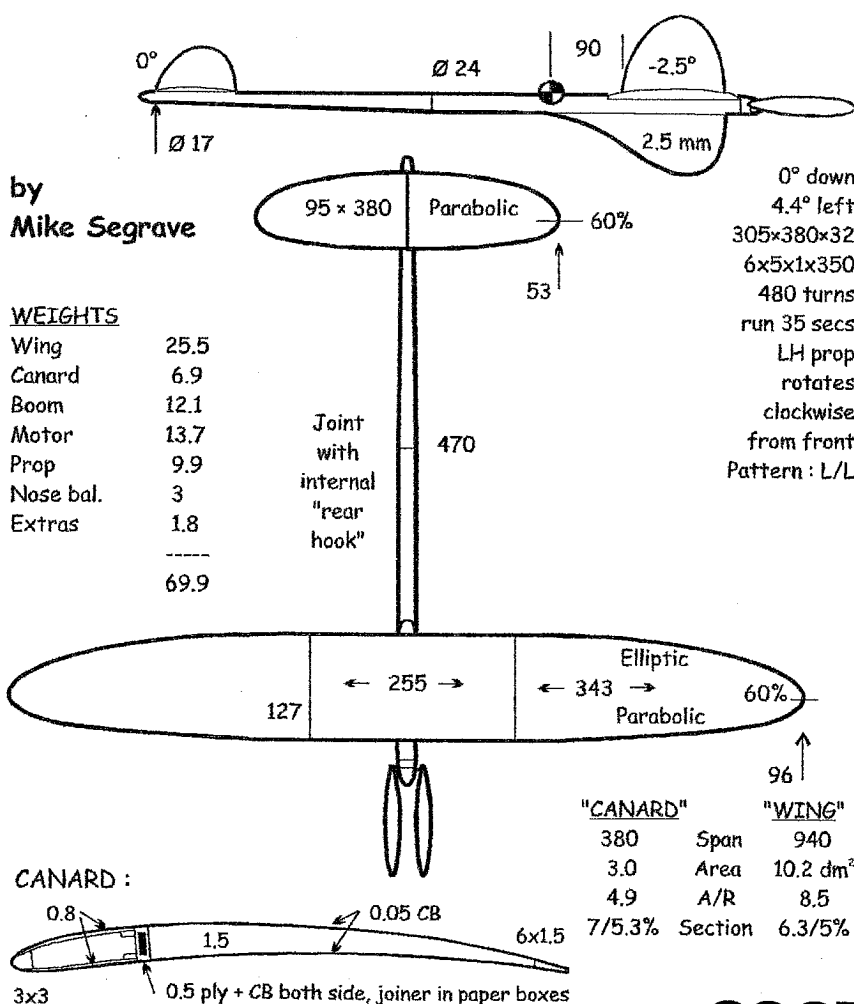 0°
Ø 24
90
-2.5°
Ø 17
2.5 mm
by
Mike Segrave
95 × 380
Parabolic
60%
53
0° down
4.4° left
305×380×32
6x5x1x350
480 turns
run 35 secs
LH prop
rotates
clockwise
from front
Pattern : L/L
WEIGHTS
Wing 25.5
Canard 6.9
Boom 12.1
Motor 13.7
Prop 9.9
Nose bal. 3
Extras 1.8
-----
69.9
Joint
with
internal
"rear
hook"
470
Elliptic
255
343
60%
127
Parabolic
96
"CANARD" "WING"
380 Span 940
3.0 Area 10.2 dm²
4.9 A/R 8.5
7/5.3% Section 6.3/5%
CANARD :
0.8
0.05 CB
1.5
6x1.5
3x3
0.5 ply + CB both side, joiner in paper boxes